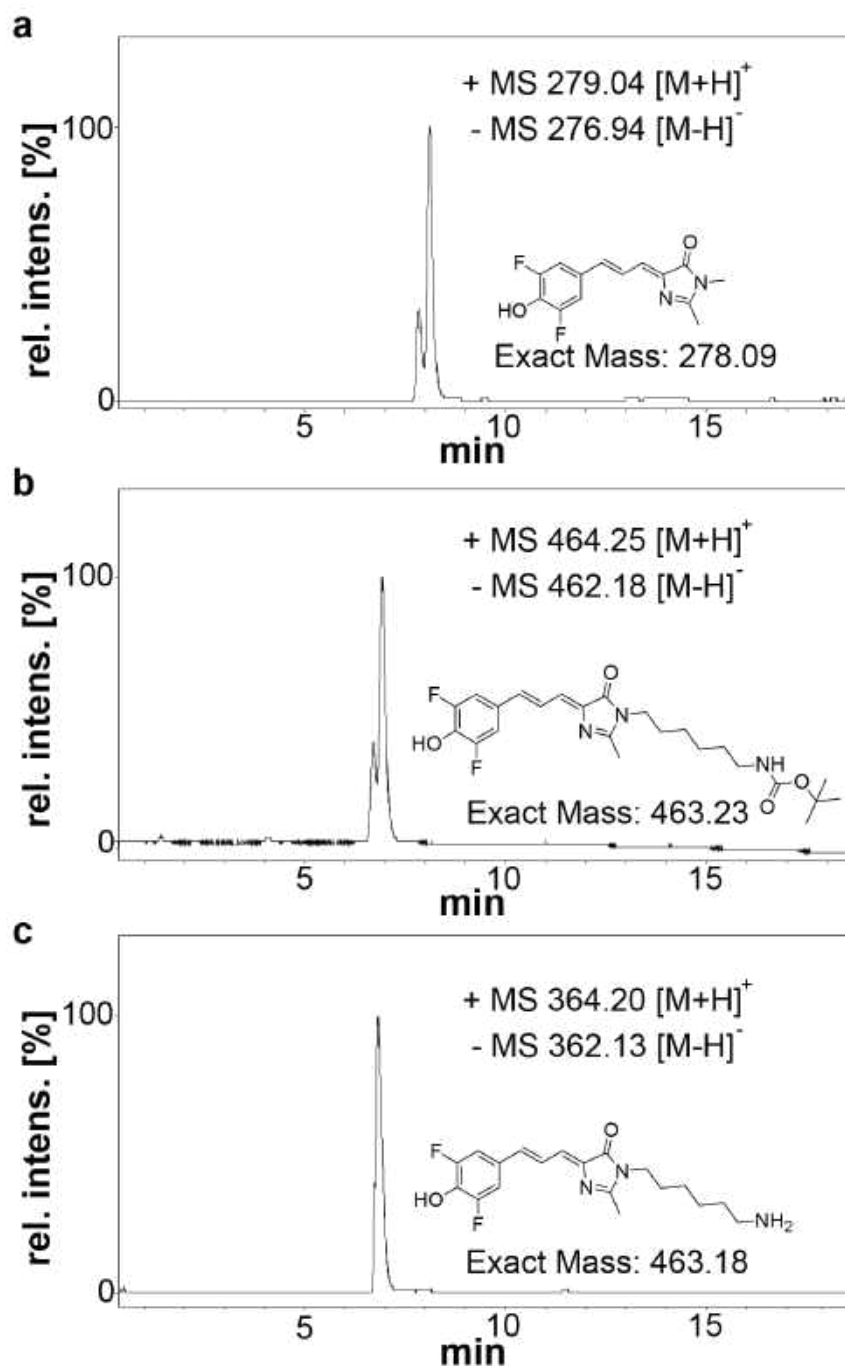 a
+ MS 279.04 [M+H]⁺
- MS 276.94 [M-H]⁻
100
rel. intens. [%]
O
F
N
N
HO
F
Exact Mass: 278.09
0
5 10 15
min
b
+ MS 464.25 [M+H]⁺
- MS 462.18 [M-H]⁻
100
rel. intens. [%]
O
F
N
N
HO
F
NH
O
O
Exact Mass: 463.23
0
5 10 15
min
c
+ MS 364.20 [M+H]⁺
- MS 362.13 [M-H]⁻
100
rel. intens. [%]
O
F
N
N
HO
F
NH₂
Exact Mass: 463.18
0
5 10 15
min